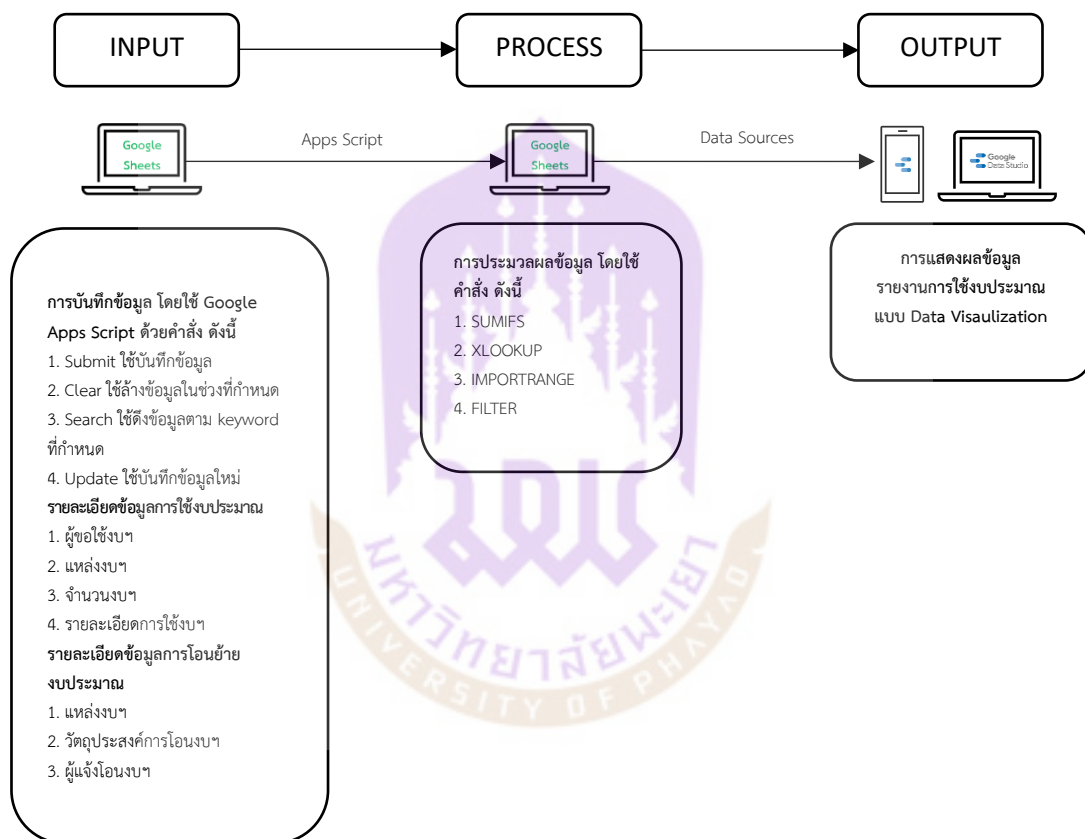 INPUT
PROCESS
OUTPUT
Google
Sheets
Apps Script
Google
Sheets
Data Sources
Google
Data Studio
การบันทึกข้อมูล โดยใช้ Google
Apps Script ด้วยคำสั่ง ดังนี้
1. Submit ใช้บันทึกข้อมูล
2. Clear ใช้ล้างข้อมูลในช่วงที่กำหนด
3. Search ใช้ดึงข้อมูลตาม keyword
ที่กำหนด
4. Update ใช้บันทึกข้อมูลใหม่
รายละเอียดข้อมูลการใช้งบประมาณ
1. ผู้ขอใช้งบฯ
2. แหล่งงบฯ
3. จำนวนงบฯ
4. รายละเอียดการใช้งบฯ
รายละเอียดข้อมูลการโอนย้าย
งบประมาณ
1. แหล่งงบฯ
2. วัตถุประสงค์การโอนงบฯ
3. ผู้แจ้งโอนงบฯ
การประมวลผลข้อมูล โดยใช้
คำสั่ง ดังนี้
1. SUMIFS
2. XLOOKUP
3. IMPORTRANGE
4. FILTER
การแสดงผลข้อมูล
รายงานการใช้งบประมาณ
แบบ Data Visaulization
มหาวิทยาลัยพะเยา
UNIVERSITY OF PHAYAO